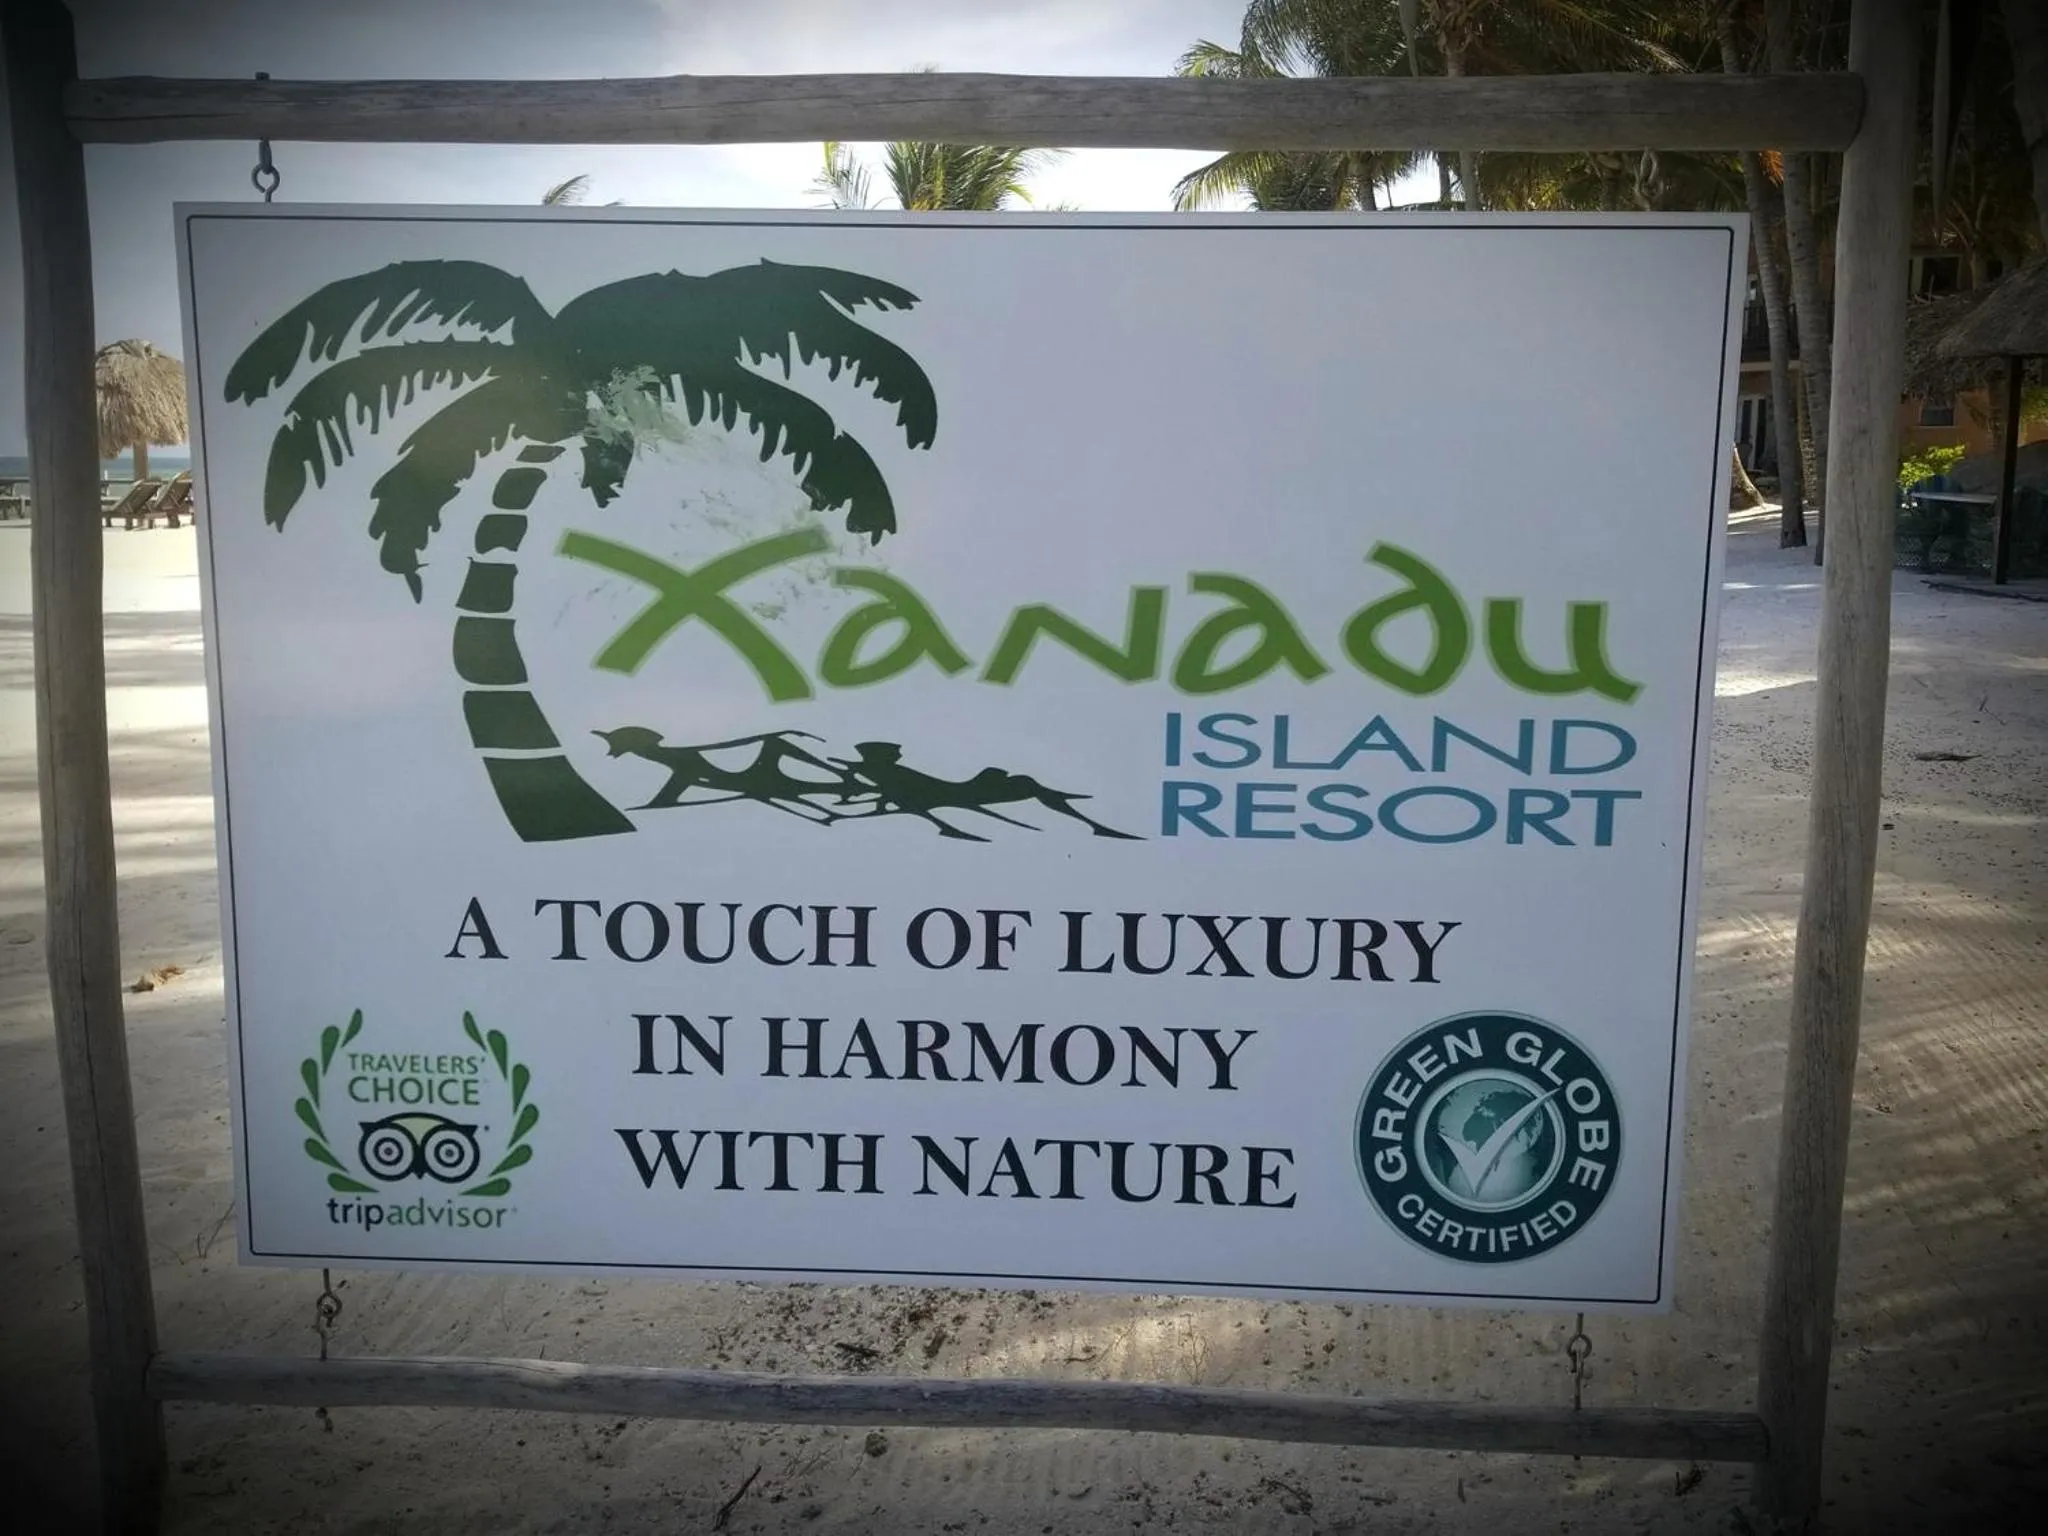 Xanadu
ISLAND
RESORT
A TOUCH OF LUXURY
IN HARMONY
WITH NATURE
TRAVELERS'
CHOICE
tripadvisor
GREEN GLOBE
CERTIFIED